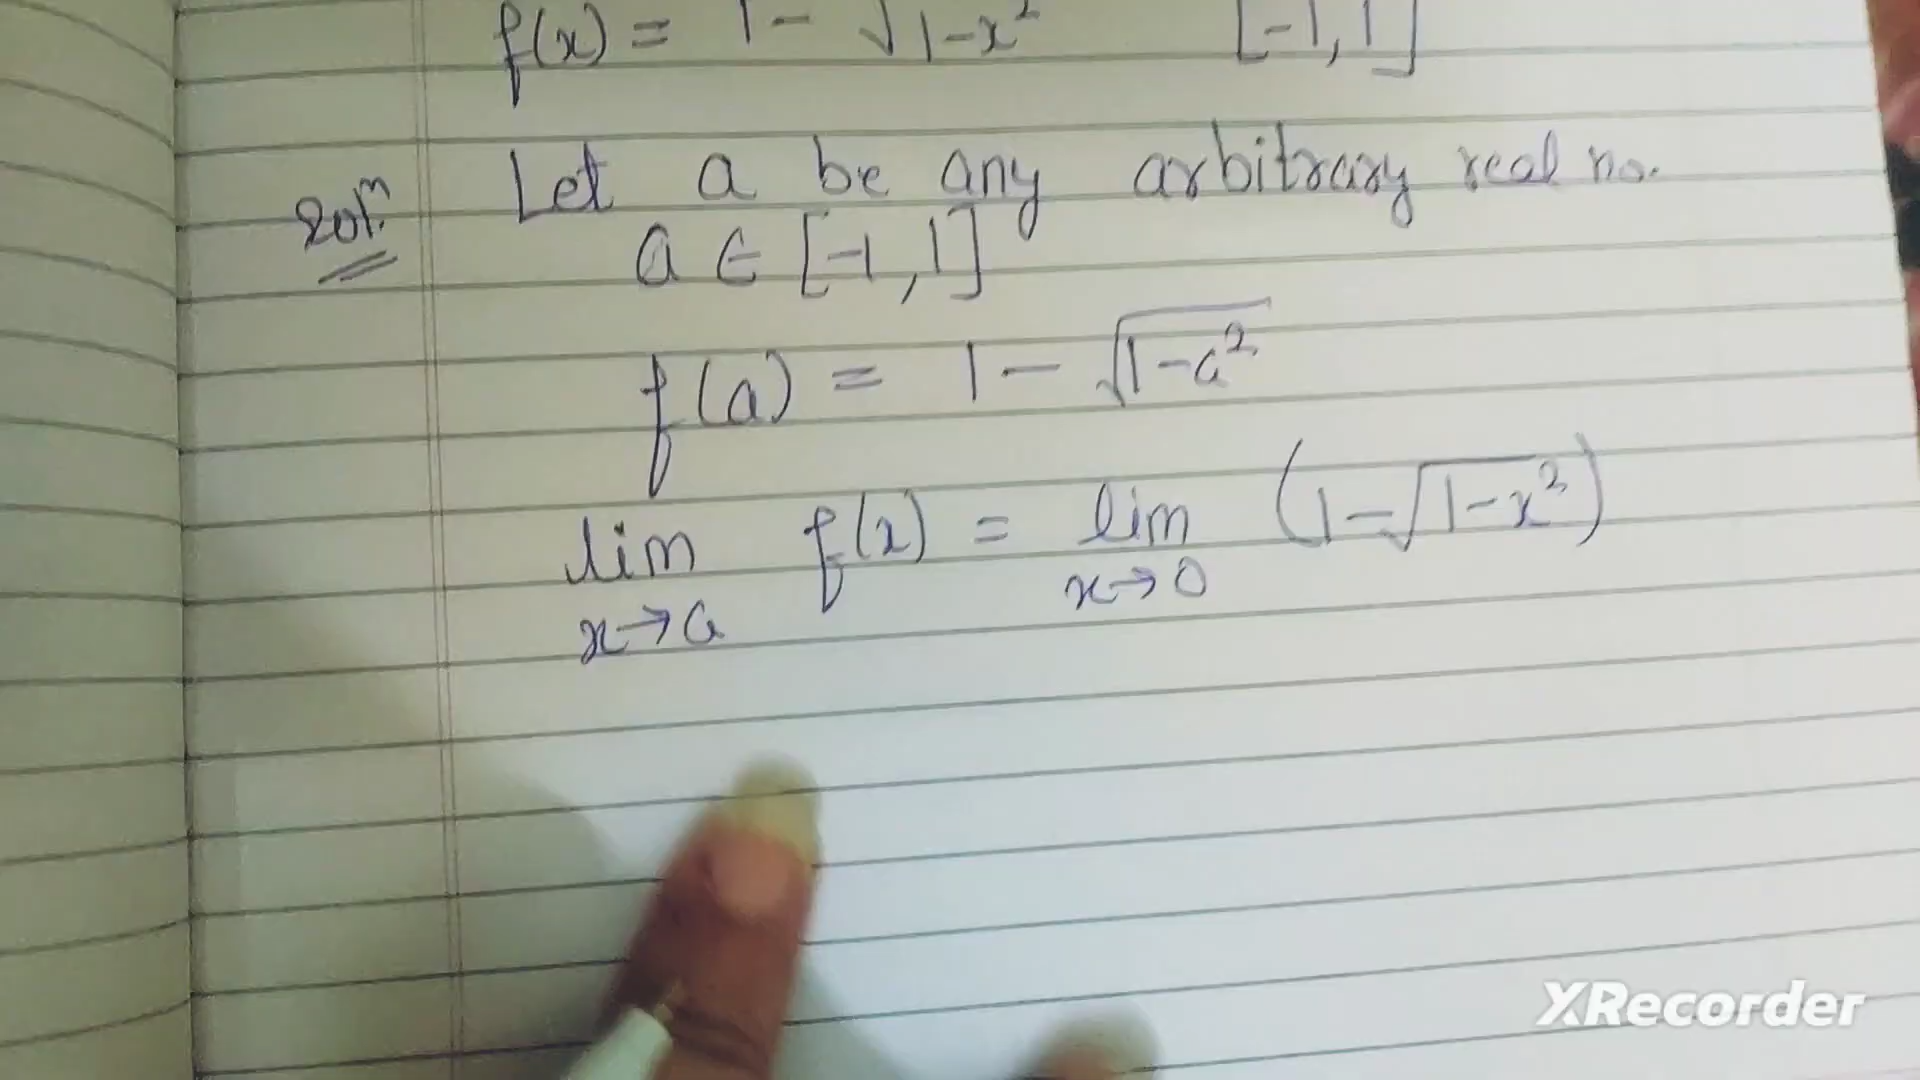 f(x) = 1 - √1-x² [-1, 1]
Solⁿ. Let a be any arbitrary real no.
a ∈ [-1, 1]
f(a) = 1 - √1-a²
lim f(x) = lim (1-√1-x²)
x→a x→0
XRecorder